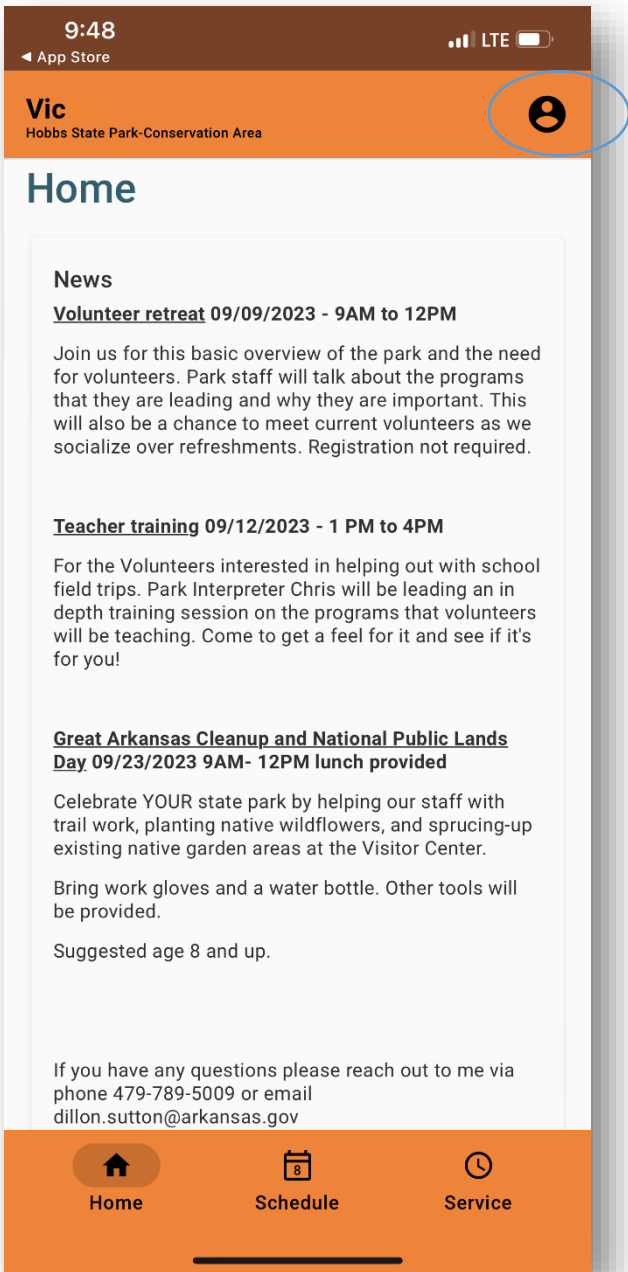 9:48
LTE
◀ App Store
Vic
Hobbs State Park-Conservation Area
Home
News
Volunteer retreat 09/09/2023 - 9AM to 12PM
Join us for this basic overview of the park and the need
for volunteers. Park staff will talk about the programs
that they are leading and why they are important. This
will also be a chance to meet current volunteers as we
socialize over refreshments. Registration not required.
Teacher training 09/12/2023 - 1 PM to 4PM
For the Volunteers interested in helping out with school
field trips. Park Interpreter Chris will be leading an in
depth training session on the programs that volunteers
will be teaching. Come to get a feel for it and see if it's
for you!
Great Arkansas Cleanup and National Public Lands
Day 09/23/2023 9AM- 12PM lunch provided
Celebrate YOUR state park by helping our staff with
trail work, planting native wildflowers, and sprucing-up
existing native garden areas at the Visitor Center.
Bring work gloves and a water bottle. Other tools will
be provided.
Suggested age 8 and up.
If you have any questions please reach out to me via
phone 479-789-5009 or email
dillon.sutton@arkansas.gov
8
Home
Schedule
Service